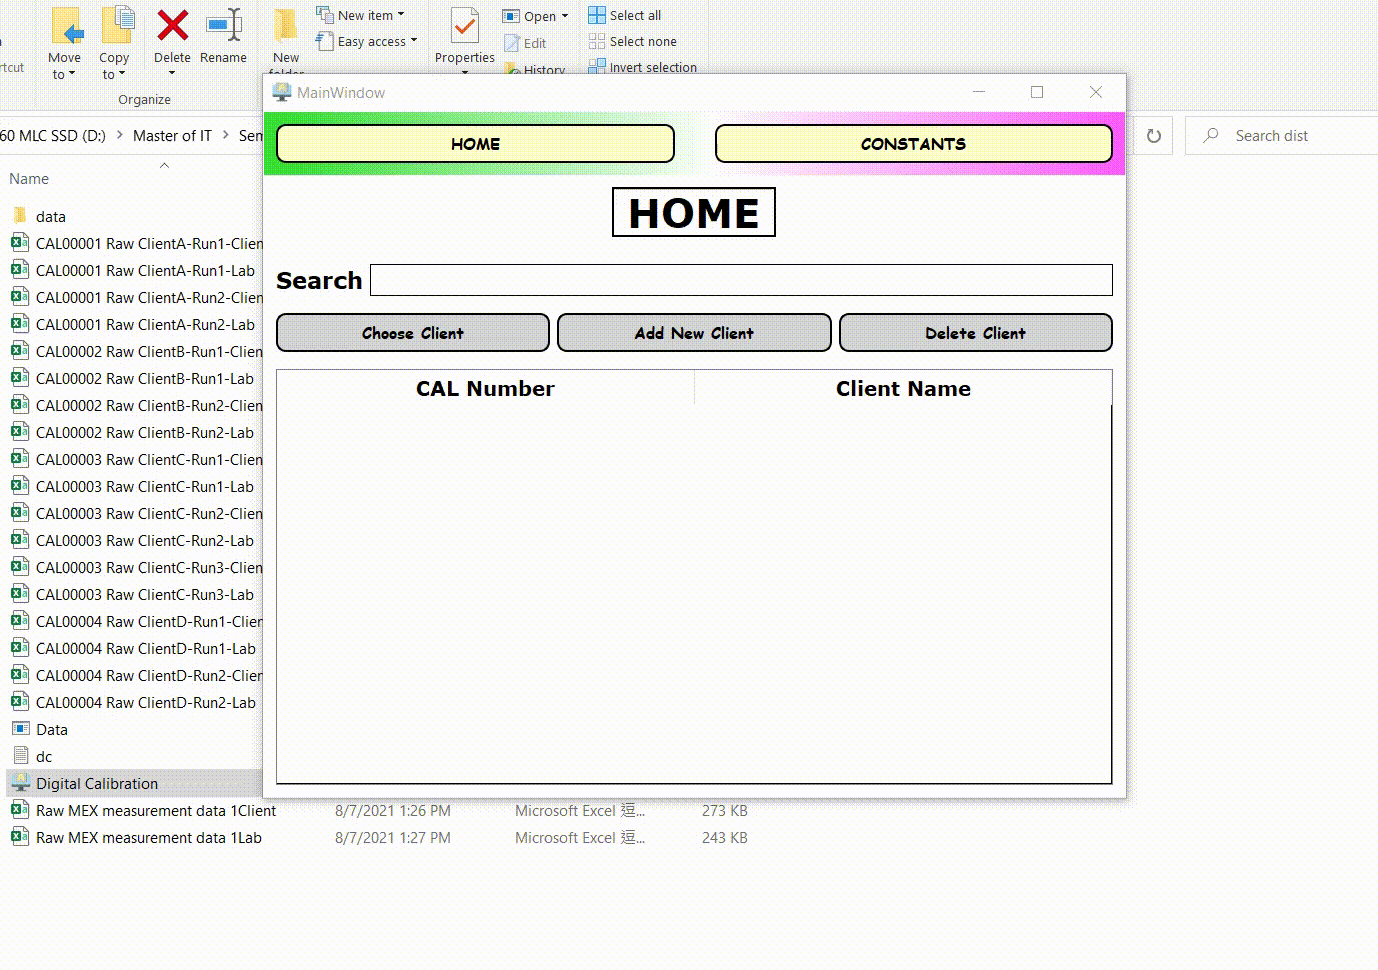 New item
Open
Select all
Easy access
Edit
Select none
Move to
Copy to
Delete
Rename
New folder
Properties
History
Invert selection
Organize
MainWindow
60 MLC SSD (D:) > Master of IT > Sem
Search dist
HOME
CONSTANTS
HOME
Search
Choose Client
Add New Client
Delete Client
CAL Number
Client Name
Name
data
CAL00001 Raw ClientA-Run1-Clien
CAL00001 Raw ClientA-Run1-Lab
CAL00001 Raw ClientA-Run2-Clien
CAL00001 Raw ClientA-Run2-Lab
CAL00002 Raw ClientB-Run1-Clien
CAL00002 Raw ClientB-Run1-Lab
CAL00002 Raw ClientB-Run2-Clien
CAL00002 Raw ClientB-Run2-Lab
CAL00003 Raw ClientC-Run1-Clien
CAL00003 Raw ClientC-Run1-Lab
CAL00003 Raw ClientC-Run2-Clien
CAL00003 Raw ClientC-Run2-Lab
CAL00003 Raw ClientC-Run3-Clien
CAL00003 Raw ClientC-Run3-Lab
CAL00004 Raw ClientD-Run1-Clien
CAL00004 Raw ClientD-Run1-Lab
CAL00004 Raw ClientD-Run2-Clien
CAL00004 Raw ClientD-Run2-Lab
Data
dc
Digital Calibration
Raw MEX measurement data 1Client 8/7/2021 1:26 PM Microsoft Excel 逗... 273 KB
Raw MEX measurement data 1Lab 8/7/2021 1:27 PM Microsoft Excel 逗... 243 KB